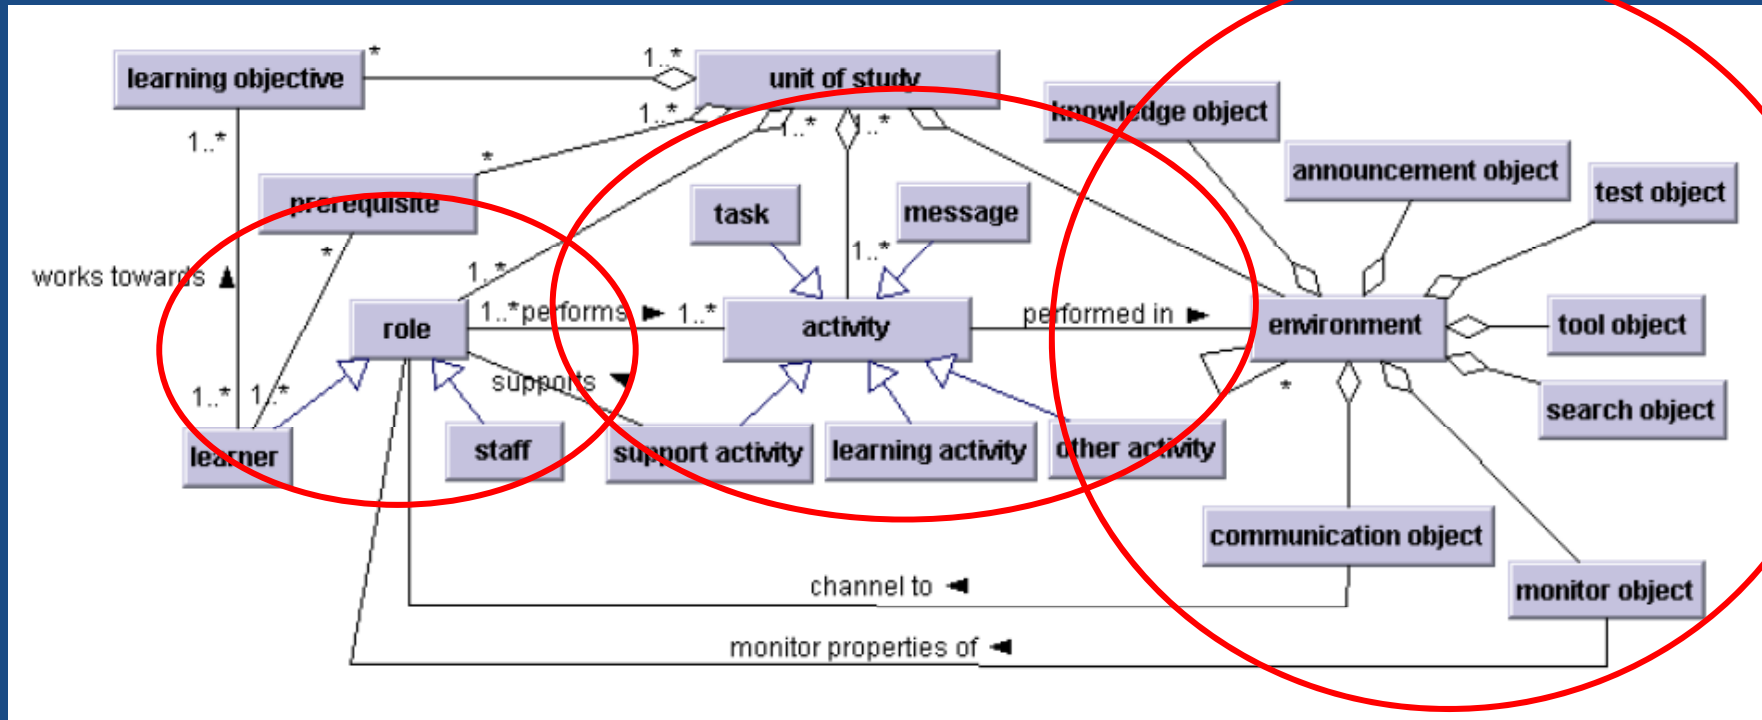 learning objective
*
1..*
unit of study
1..*
1..*
1..*
*
knowledge object
announcement object
test object
1..*
prerequisite
task
message
*
1..*
works towards
1..*
role
1..*
performs
1..*
activity
performed in
environment
tool object
supports
*
1..*
1..*
search object
learner
staff
support activity
learning activity
other activity
communication object
channel to
monitor object
monitor properties of